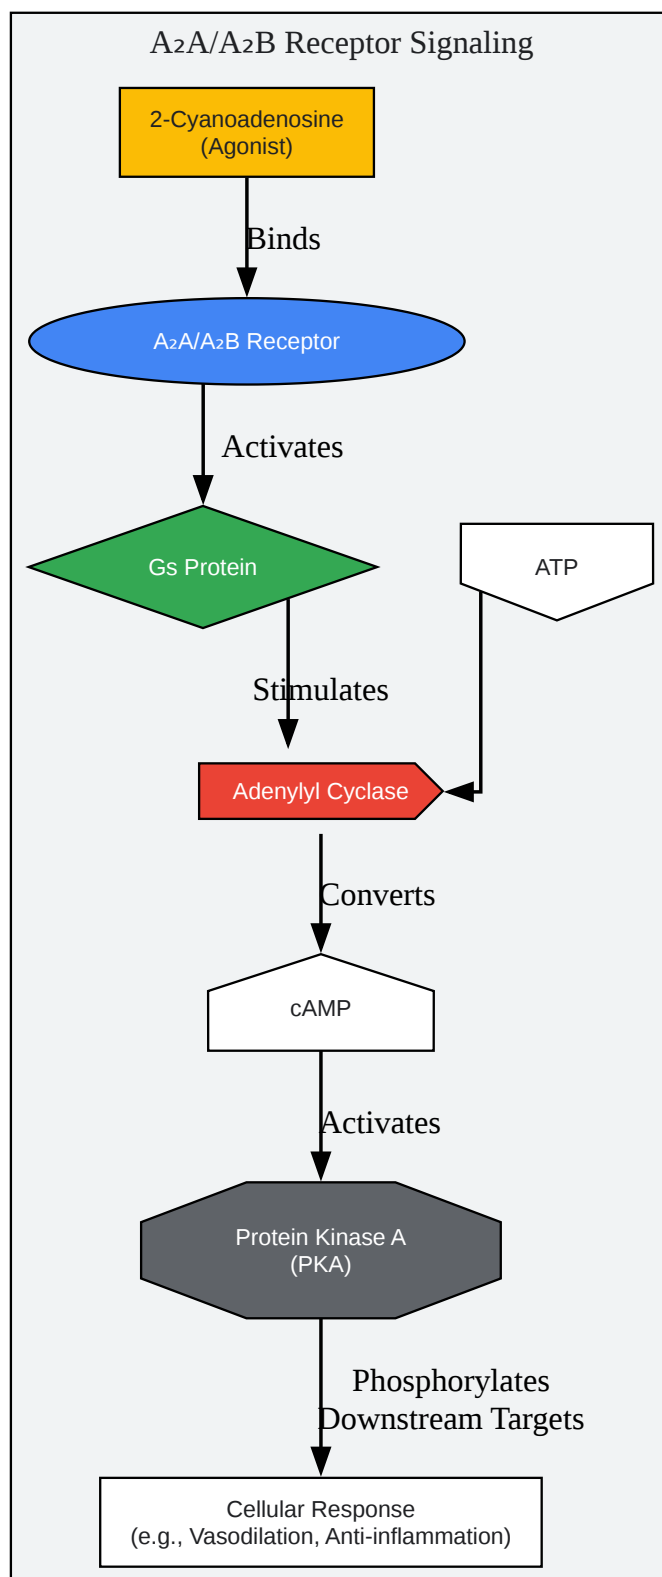 A₂A/A₂B Receptor Signaling
2-Cyanoadenosine
(Agonist)
Binds
A₂A/A₂B Receptor
Activates
Gs Protein
ATP
Stimulates
Adenylyl Cyclase
Converts
cAMP
Activates
Protein Kinase A
(PKA)
Phosphorylates
Downstream Targets
Cellular Response
(e.g., Vasodilation, Anti-inflammation)